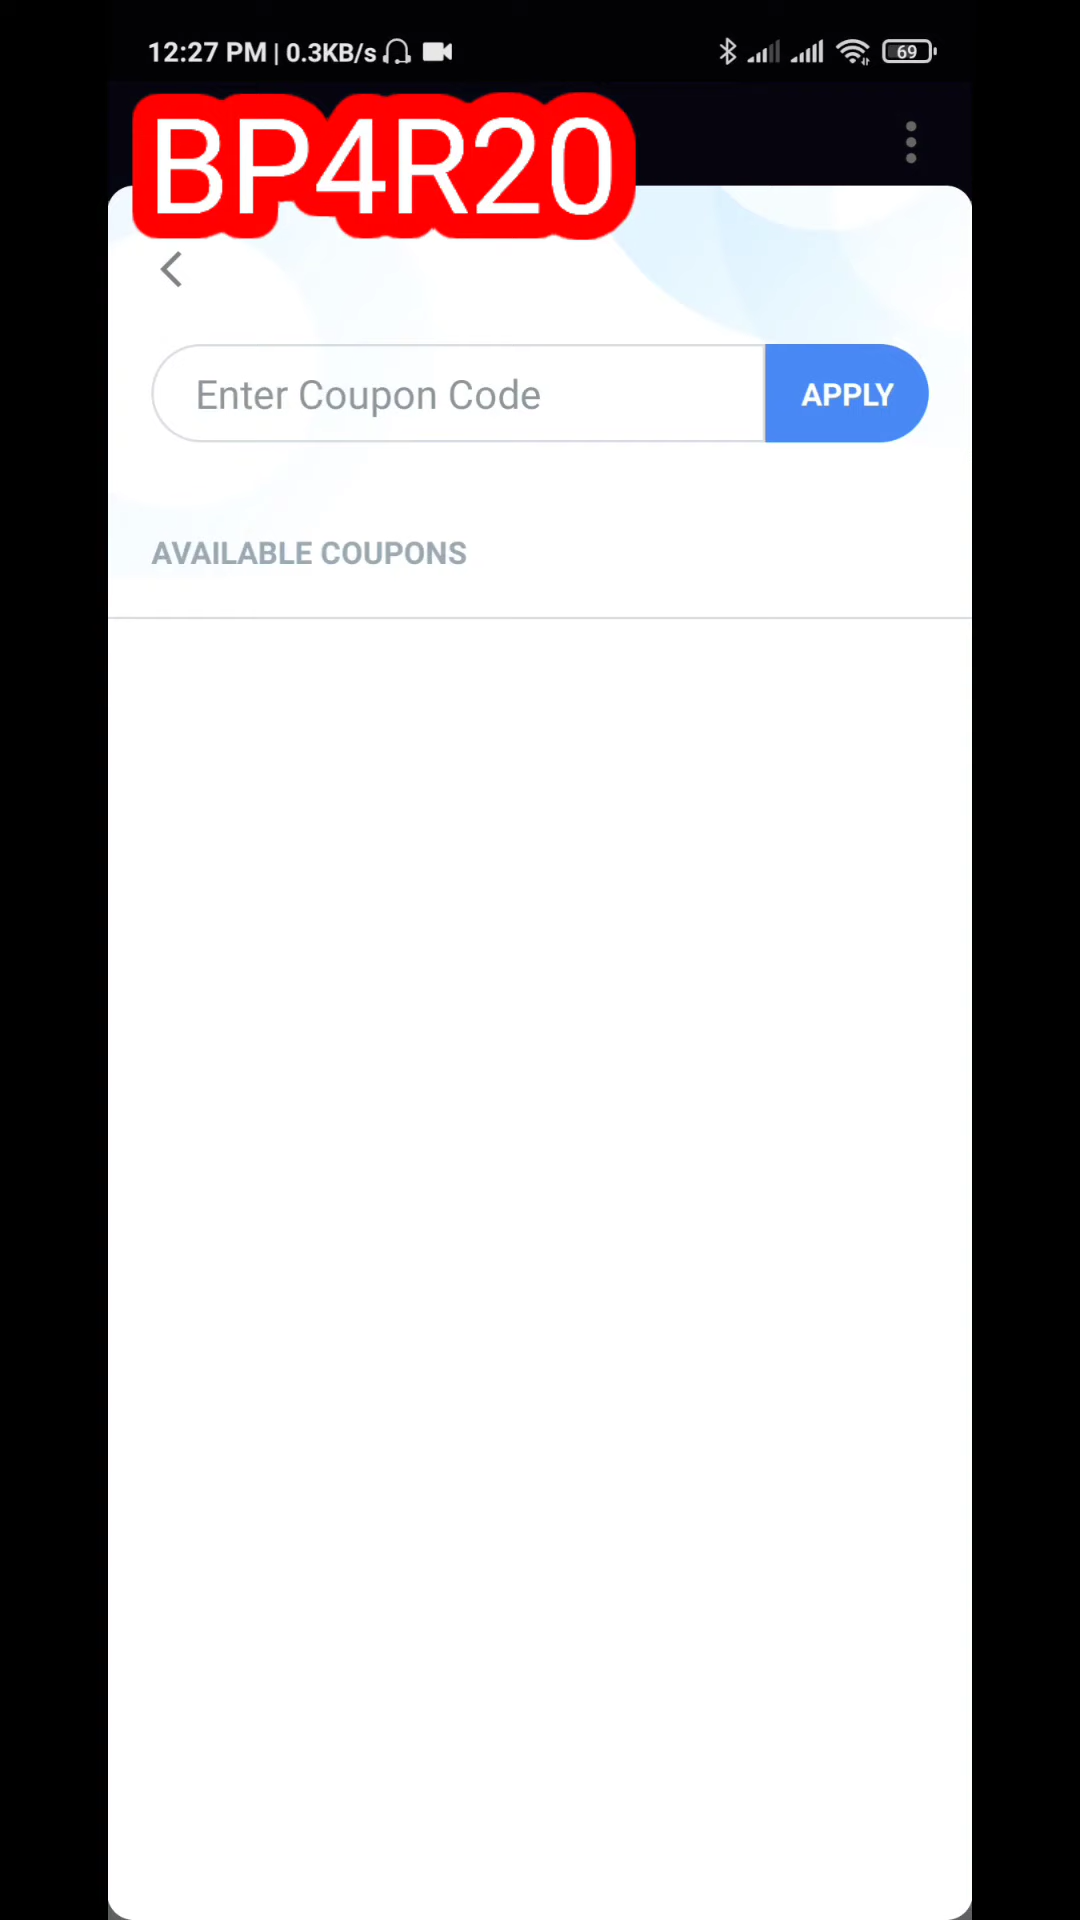 12:27 PM | 0.3KB/s
69
BP4R20
Enter Coupon Code
APPLY
AVAILABLE COUPONS